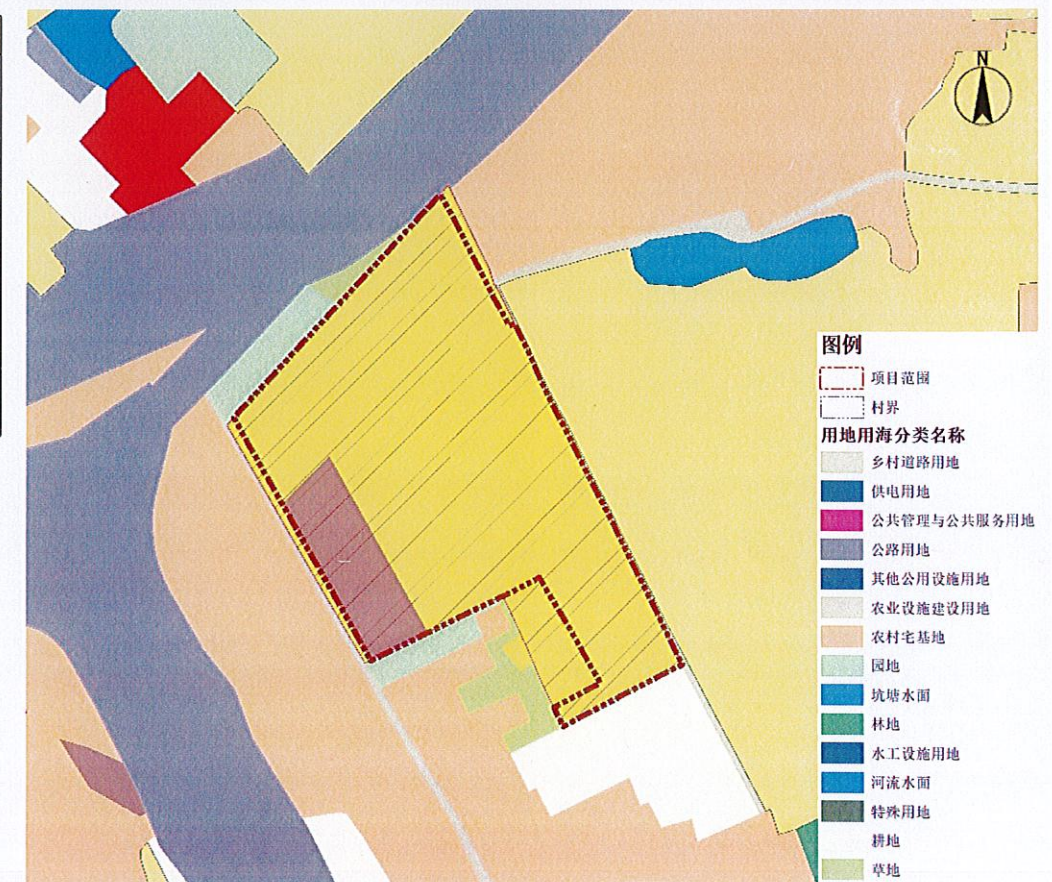 N
图例
项目范围
村界
用地用海分类名称
乡村道路用地
供电用地
公共管理与公共服务用地
公路用地
其他公用设施用地
农业设施建设用地
农村宅基地
园地
坑塘水面
林地
水工设施用地
河流水面
特殊用地
耕地
草地